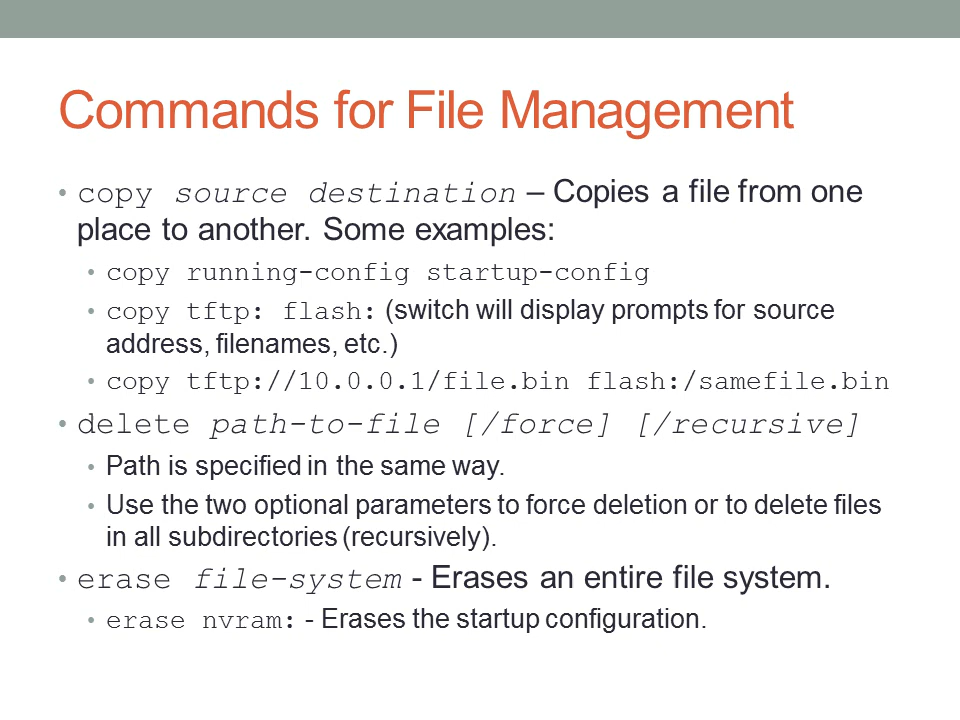 Commands for File Management
• copy source destination – Copies a file from one
place to another. Some examples:
• copy running-config startup-config
• copy tftp: flash: (switch will display prompts for source
address, filenames, etc.)
• copy tftp://10.0.0.1/file.bin flash:/samefile.bin
• delete path-to-file [/force] [/recursive]
• Path is specified in the same way.
• Use the two optional parameters to force deletion or to delete files
in all subdirectories (recursively).
• erase file-system - Erases an entire file system.
• erase nvram: - Erases the startup configuration.